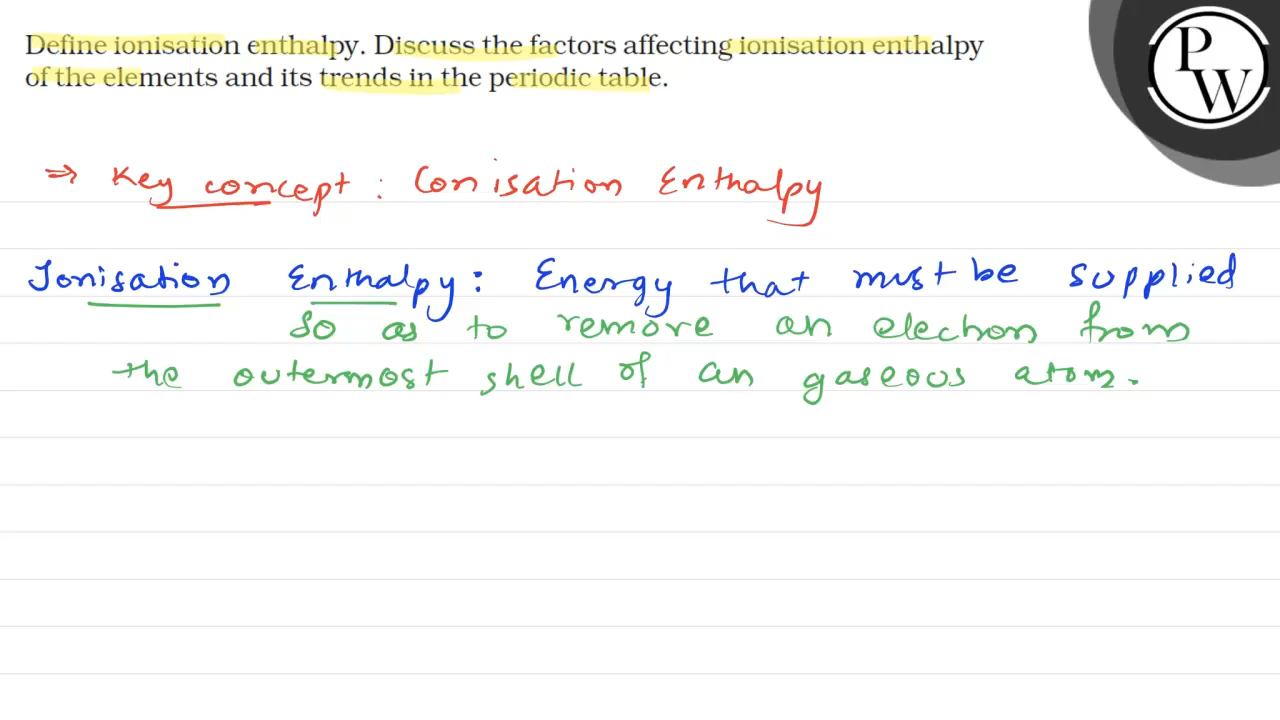 Define ionisation enthalpy. Discuss the factors affecting ionisation enthalpy
of the elements and its trends in the periodic table.
PW
⇒ Key concept : Ionisation Enthalpy
Ionisation Enthalpy: Energy that must be supplied
so as to remove an electron from
the outermost shell of an gaseous atom.